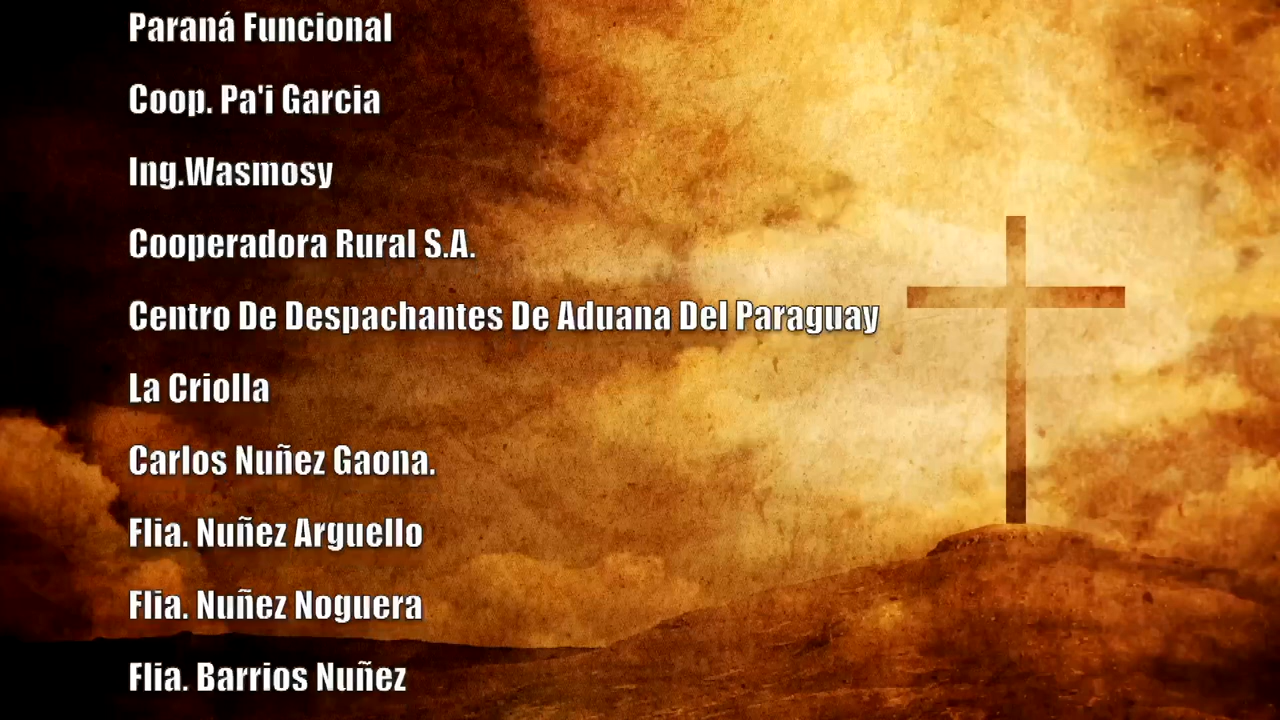 Paraná Funcional
Coop. Pa'i Garcia
Ing.Wasmosy
Cooperadora Rural S.A.
Centro De Despachantes De Aduana Del Paraguay
La Criolla
Carlos Nuñez Gaona.
Flia. Nuñez Arguello
Flia. Nuñez Noguera
Flia. Barrios Nuñez